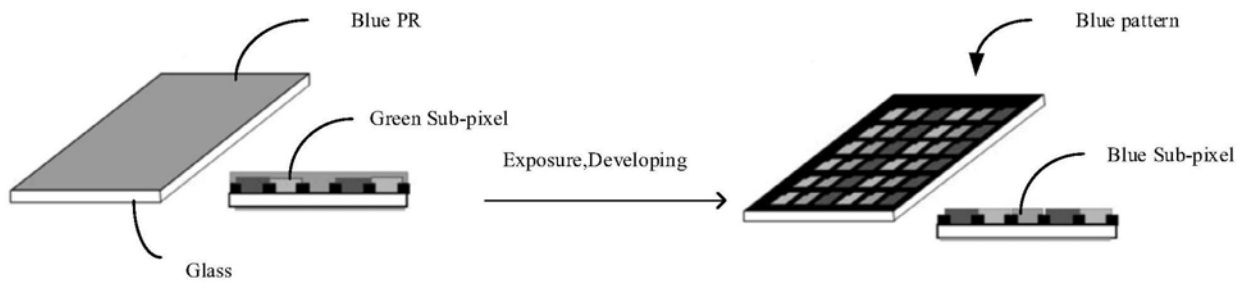 Blue PR
Blue pattern
Green Sub-pixel
Exposure,Developing
Blue Sub-pixel
Glass